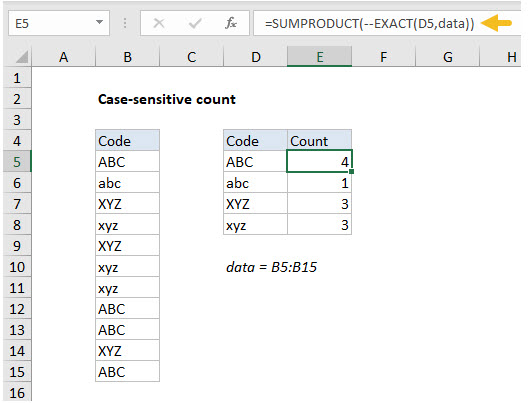 E5 fx =SUMPRODUCT(--EXACT(D5,data))
A B C D E F G H
1
2 Case-sensitive count
3
4 Code Code Count
5 ABC ABC 4
6 abc abc 1
7 XYZ XYZ 3
8 xyz xyz 3
9 XYZ
10 xyz data = B5:B15
11 xyz
12 ABC
13 ABC
14 XYZ
15 ABC
16